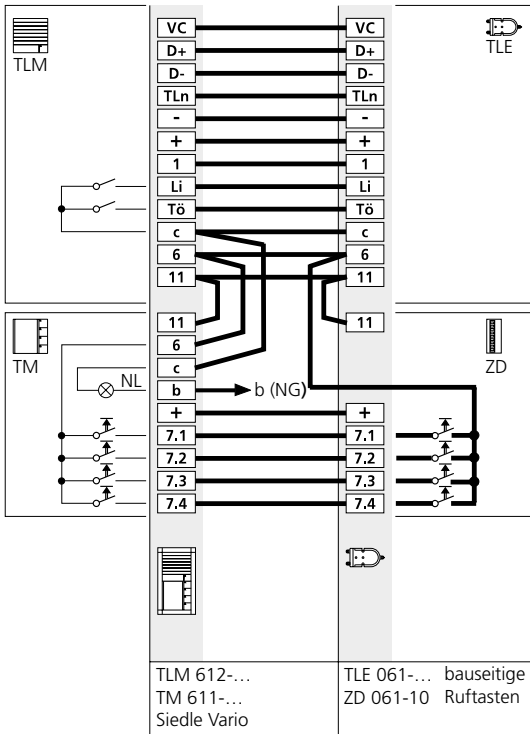 VC VC
TLM D+ D+ TLE
D- D-
TLn TLn
- -
+ +
1 1
Li Li
Tö Tö
c c
6 6
11 11
11 11
TM 6 ZD
c
NL b b (NG)
+ +
7.1 7.1
7.2 7.2
7.3 7.3
7.4 7.4
TLM 612-… TLE 061-… bauseitige
TM 611-… ZD 061-10 Ruftasten
Siedle Vario